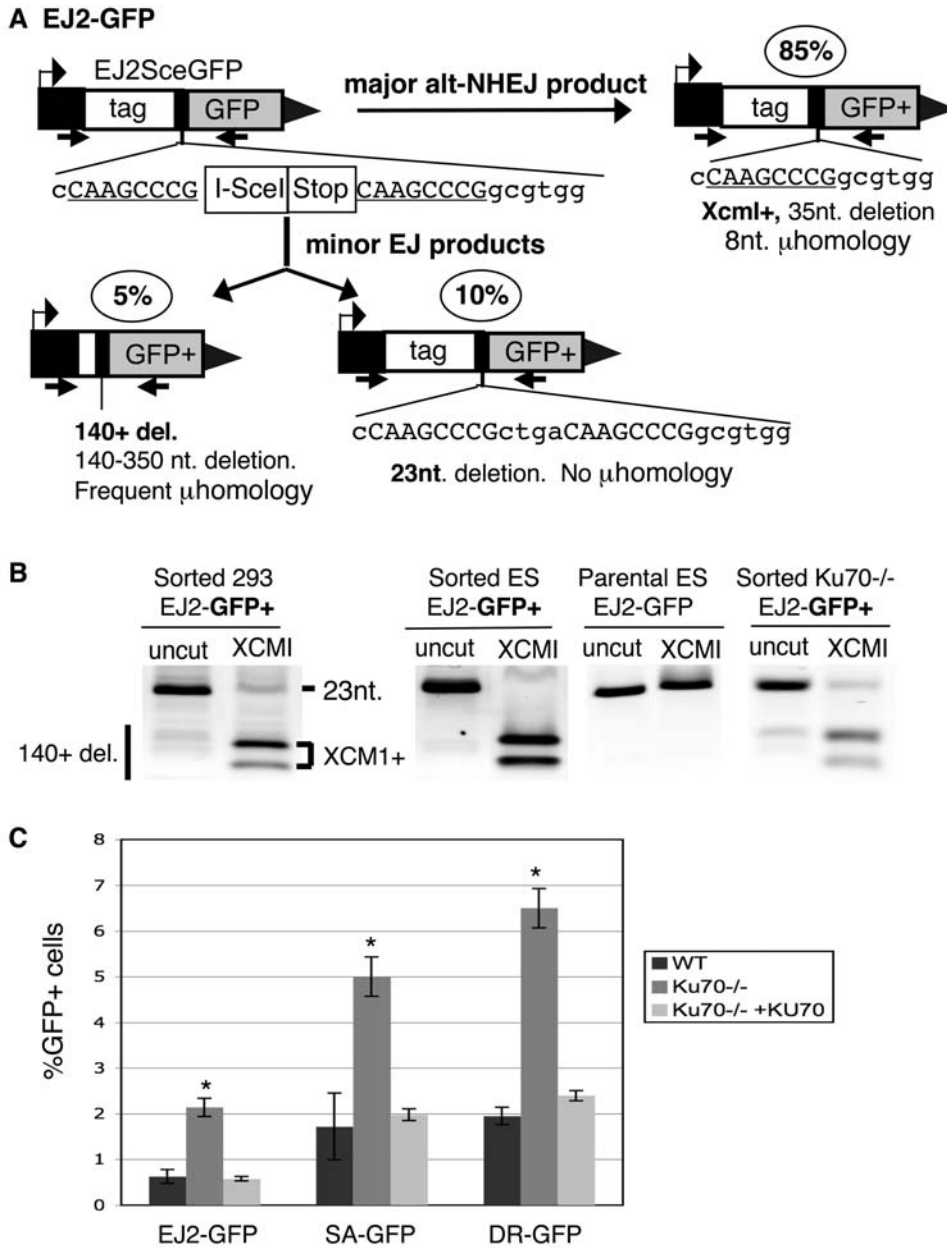 A EJ2-GFP
EJ2SceGFP
tag
GFP
major alt-NHEJ product
85%
tag
GFP+
cCAAGCCCG
I-SceI
Stop
CAAGCCCGgcgtgg
cCAAGCCCGgcgtgg
XcmI+, 35nt. deletion
8nt. μhomology
minor EJ products
5%
GFP+
140+ del.
140-350 nt. deletion.
Frequent μhomology
10%
tag
GFP+
cCAAGCCCGctgaCAAGCCCGgcgtgg
23nt. deletion. No μhomology
B
Sorted 293
EJ2-GFP+
uncut XCMI
23nt.
140+ del.
XCM1+
Sorted ES
EJ2-GFP+
uncut XCMI
Parental ES
EJ2-GFP
uncut XCMI
Sorted Ku70-/-
EJ2-GFP+
uncut XCMI
C
%GFP+ cells
8
7
6
5
4
3
2
1
0
*
*
*
EJ2-GFP
SA-GFP
DR-GFP
WT
Ku70-/-
Ku70-/- +KU70